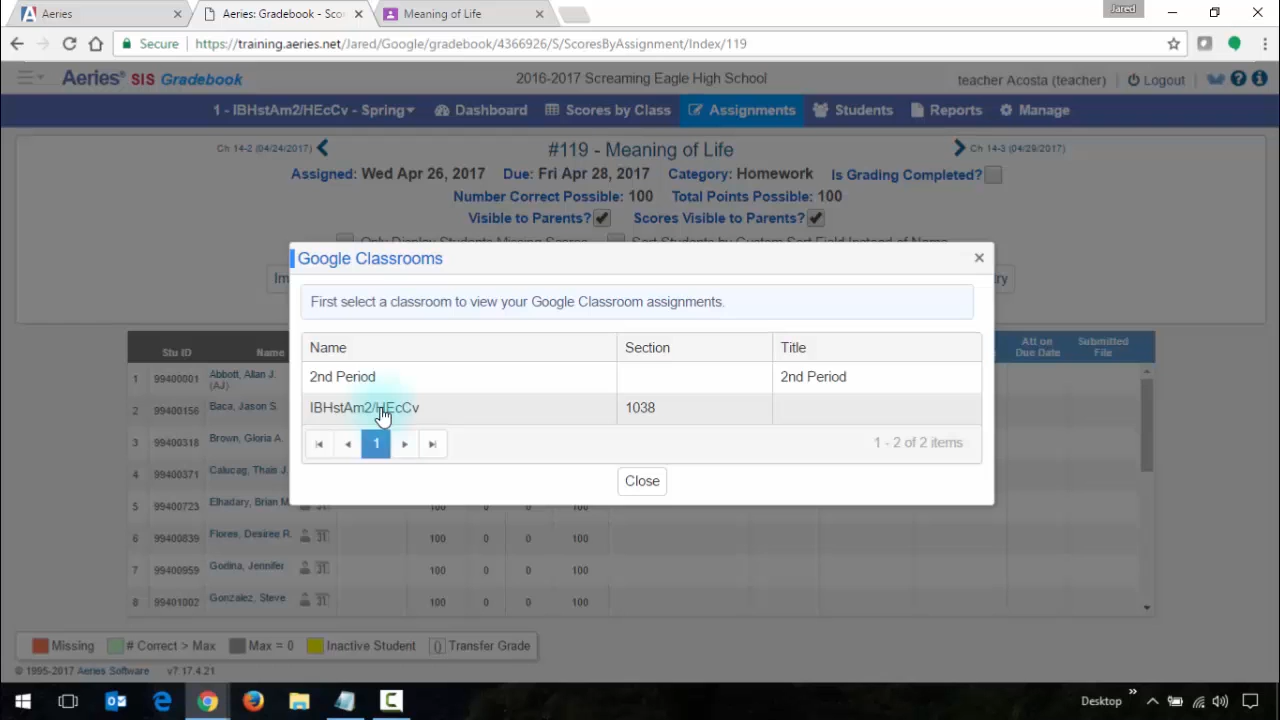 Aeries
Aeries: Gradebook - Sco
Meaning of Life
Jared
Secure
https://training.aeries.net/Jared/Google/gradebook/4366926/S/ScoresByAssignment/Index/119
Aeries® SIS Gradebook
2016-2017 Screaming Eagle High School
teacher Acosta (teacher)
Logout
1 - IBHstAm2/HEcCv - Spring
Dashboard
Scores by Class
Assignments
Students
Reports
Manage
Ch 14-2 (04/24/2017)
#119 - Meaning of Life
Ch 14-3 (04/29/2017)
Assigned: Wed Apr 26, 2017 Due: Fri Apr 28, 2017 Category: Homework Is Grading Completed?
Number Correct Possible: 100 Total Points Possible: 100
Visible to Parents? Scores Visible to Parents?
Only Display Students Missing Scores
Sort Students by Custom Sort Field Instead of Name
Im
ry
Google Classrooms
First select a classroom to view your Google Classroom assignments.
Name Section Title
2nd Period 2nd Period
IBHstAm2/HEcCv 1038
1
1 - 2 of 2 items
Close
Stu ID Name
Att on Due Date
Submitted File
1 99400001 Abbott, Allan J. (AJ)
2 99400156 Baca, Jason S.
3 99400318 Brown, Gloria A.
4 99400371 Calucag, Thais J.
5 99400723 Elhadary, Brian M 100 0 0 100
6 99400839 Flores, Desiree R. 100 0 0 100
7 99400959 Godina, Jennifer 100 0 0 100
8 99401002 Gonzalez, Steve 100 0 0 100
Missing # Correct > Max Max = 0 Inactive Student () Transfer Grade
© 1995-2017 Aeries Software v7.17.4.21
Desktop